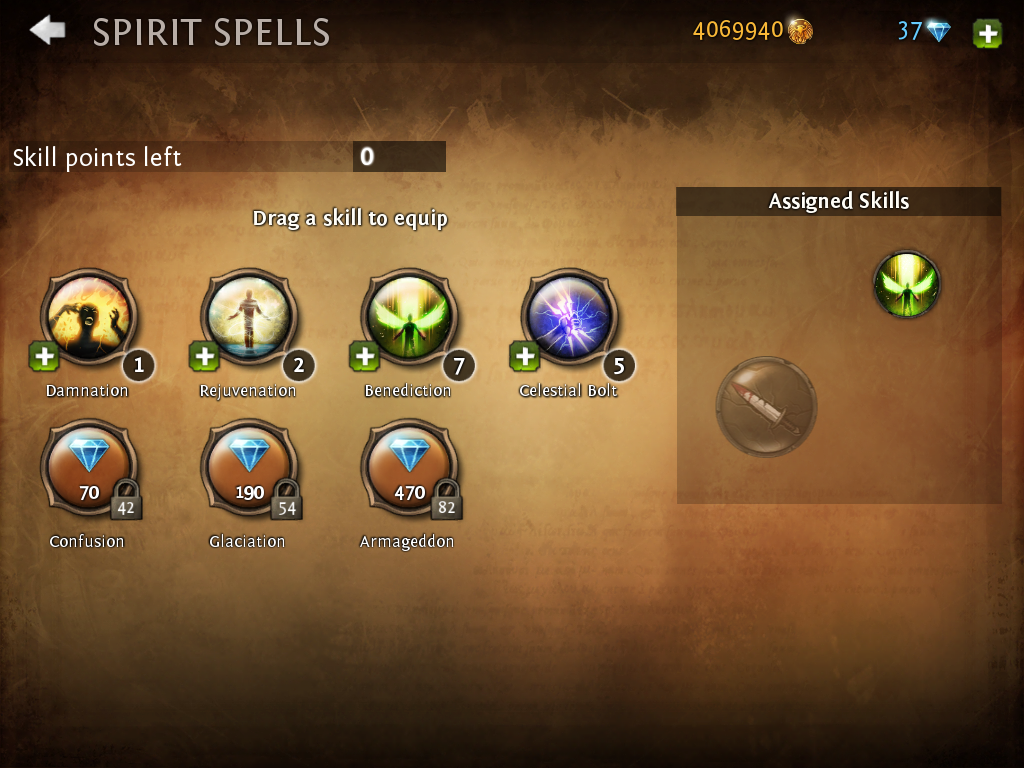 SPIRIT SPELLS
4069940
37
Skill points left 0
Drag a skill to equip
Assigned Skills
1
2
7
5
Damnation
Rejuvenation
Benediction
Celestial Bolt
70
42
190
54
470
82
Confusion
Glaciation
Armageddon